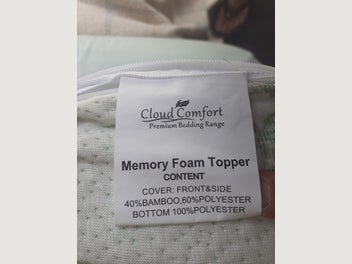 Cloud Comfort
Premium Bedding Range
Memory Foam Topper
CONTENT
COVER: FRONT&SIDE
40%BAMBOO,60%POLYESTER
BOTTOM 100%POLYESTER